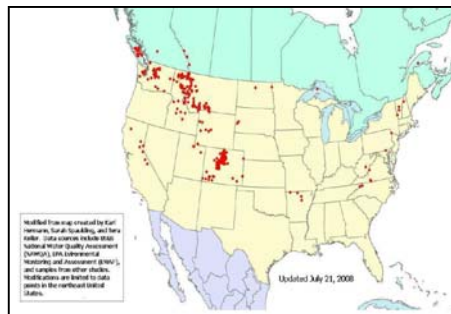 Modified from map created by Karl
Hermann, Sarah Spaulding, and Tera
Keller. Data sources include USGS
National Water Quality Assessment
(NAWQA), EPA Environmental
Monitoring and Assessment (EMAP),
and samples from other studies.
Modifications are limited to data
points in the northeast United
States.
Updated July 21, 2008